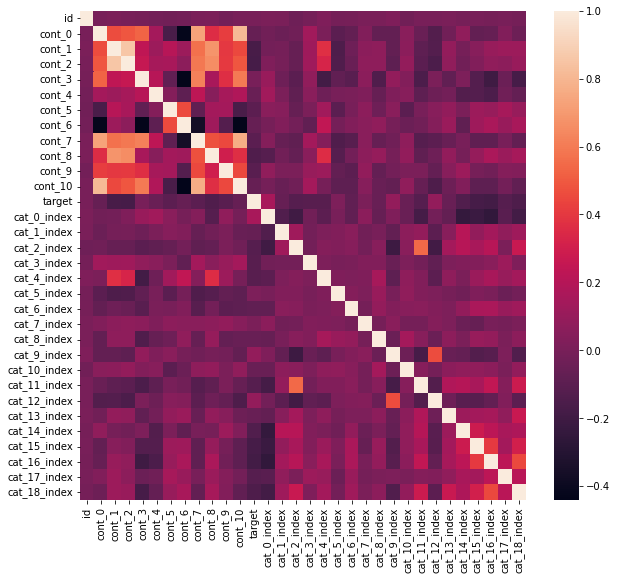 id
cont_0
cont_1
cont_2
cont_3
cont_4
cont_5
cont_6
cont_7
cont_8
cont_9
cont_10
target
cat_0_index
cat_1_index
cat_2_index
cat_3_index
cat_4_index
cat_5_index
cat_6_index
cat_7_index
cat_8_index
cat_9_index
cat_10_index
cat_11_index
cat_12_index
cat_13_index
cat_14_index
cat_15_index
cat_16_index
cat_17_index
cat_18_index
id
cont_0
cont_1
cont_2
cont_3
cont_4
cont_5
cont_6
cont_7
cont_8
cont_9
cont_10
target
cat_0_index
cat_1_index
cat_2_index
cat_3_index
cat_4_index
cat_5_index
cat_6_index
cat_7_index
cat_8_index
cat_9_index
cat_10_index
cat_11_index
cat_12_index
cat_13_index
cat_14_index
cat_15_index
cat_16_index
cat_17_index
cat_18_index
1.0
0.8
0.6
0.4
0.2
0.0
−0.2
−0.4